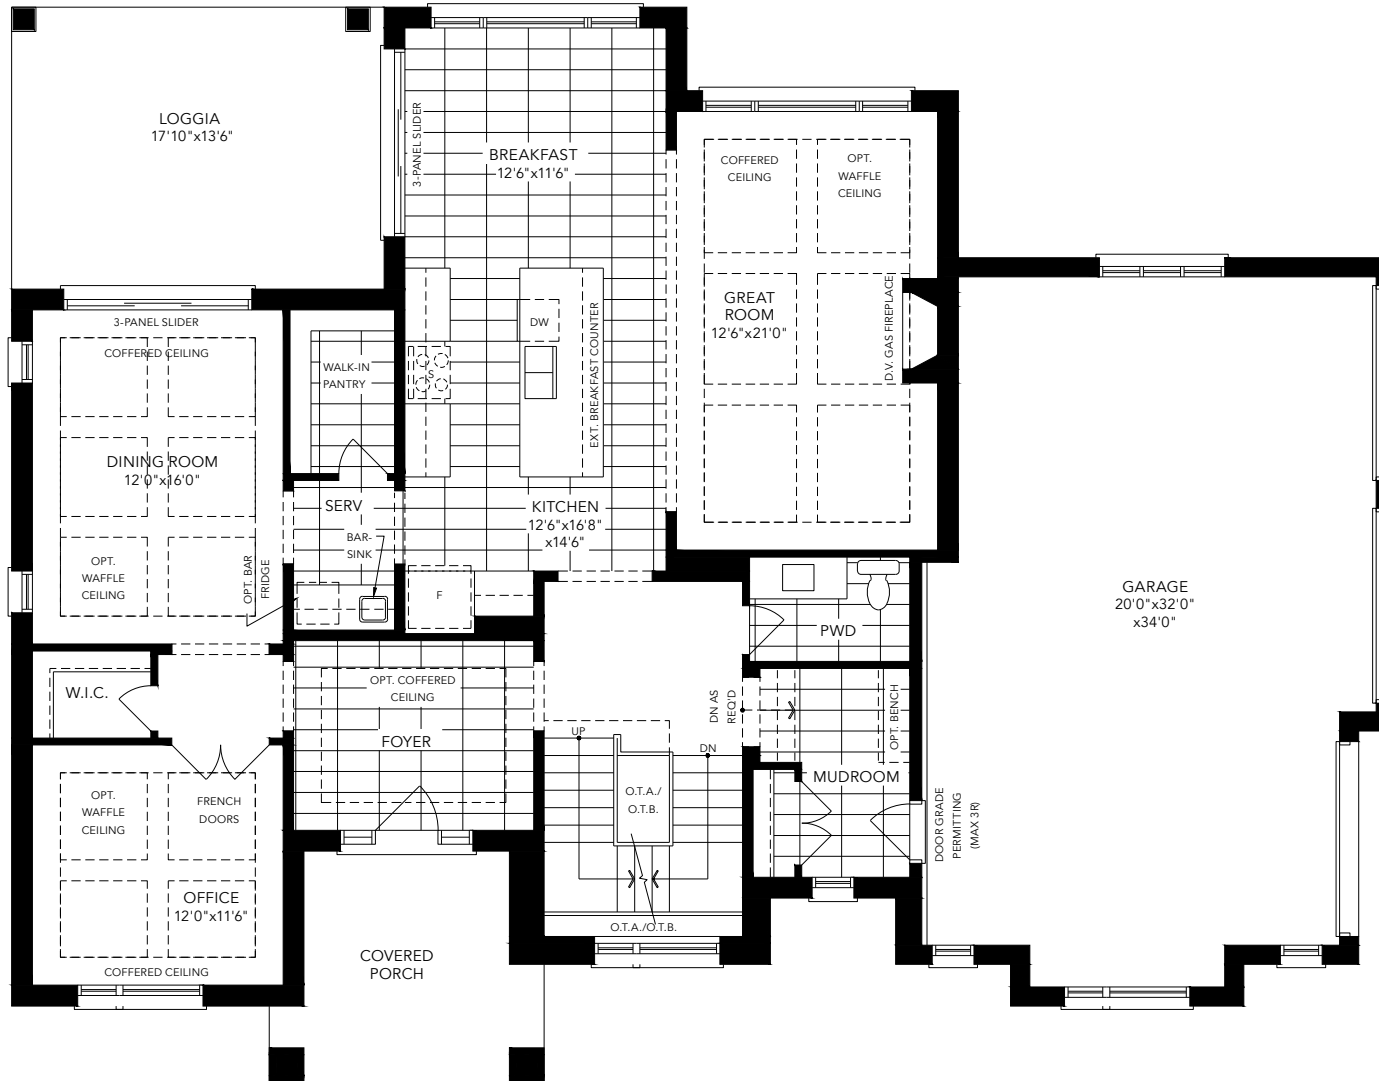 LOGGIA
17'10"x13'6"
3-PANEL SLIDER
BREAKFAST
12'6"x11'6"
COFFERED
CEILING
OPT.
WAFFLE
CEILING
GREAT
ROOM
12'6"x21'0"
D.V. GAS FIREPLACE
3-PANEL SLIDER
COFFERED CEILING
WALK-IN
PANTRY
S
DW
EXT. BREAKFAST COUNTER
DINING ROOM
12'0"x16'0"
OPT.
WAFFLE
CEILING
OPT. BAR
FRIDGE
SERV
BAR-
SINK
KITCHEN
12'6"x16'8"
x14'6"
F
GARAGE
20'0"x32'0"
x34'0"
PWD
W.I.C.
OPT. COFFERED
CEILING
FOYER
UP
DN
DN AS
REQ'D
OPT. BENCH
MUDROOM
O.T.A./
O.T.B.
DOOR GRADE
PERMITTING
(MAX 3R)
OPT.
WAFFLE
CEILING
FRENCH
DOORS
OFFICE
12'0"x11'6"
COFFERED CEILING
COVERED
PORCH
O.T.A./O.T.B.